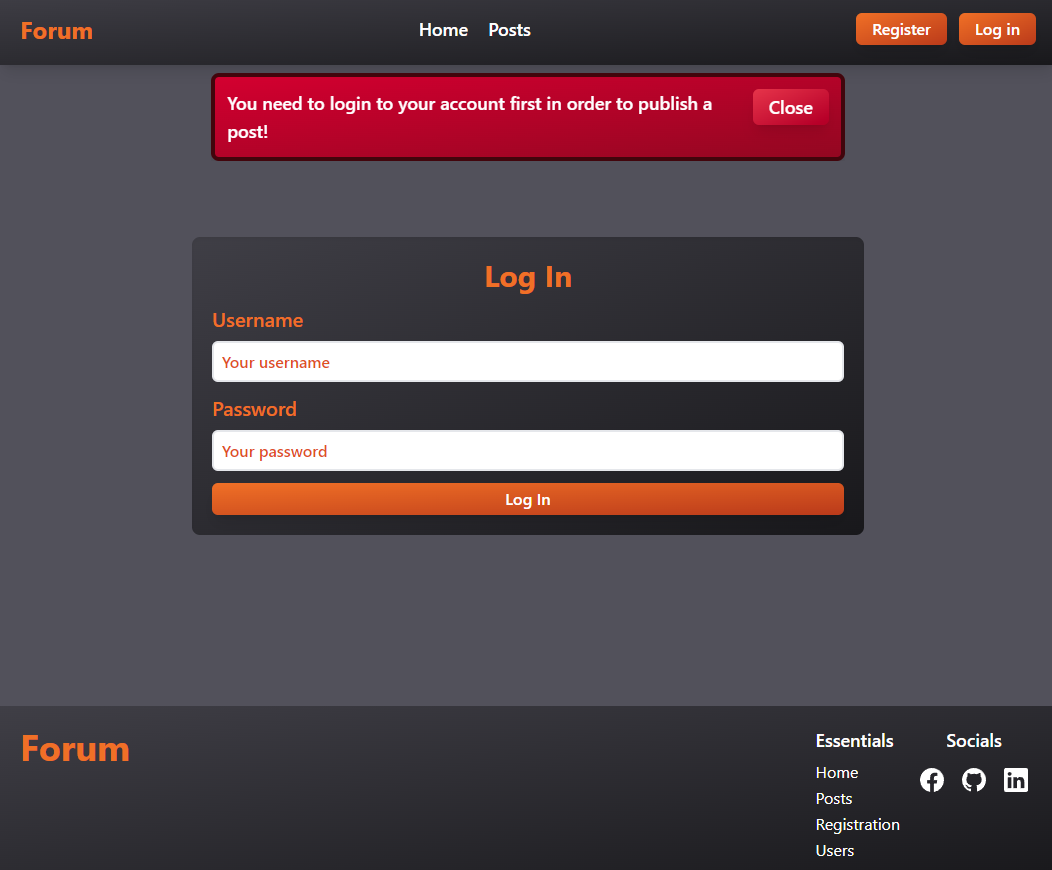 Forum
Home Posts
Register Log in
You need to login to your account first in order to publish a
post!
Close
Log In
Username
Your username
Password
Your password
Log In
Forum
Essentials
Home
Posts
Registration
Users
Socials